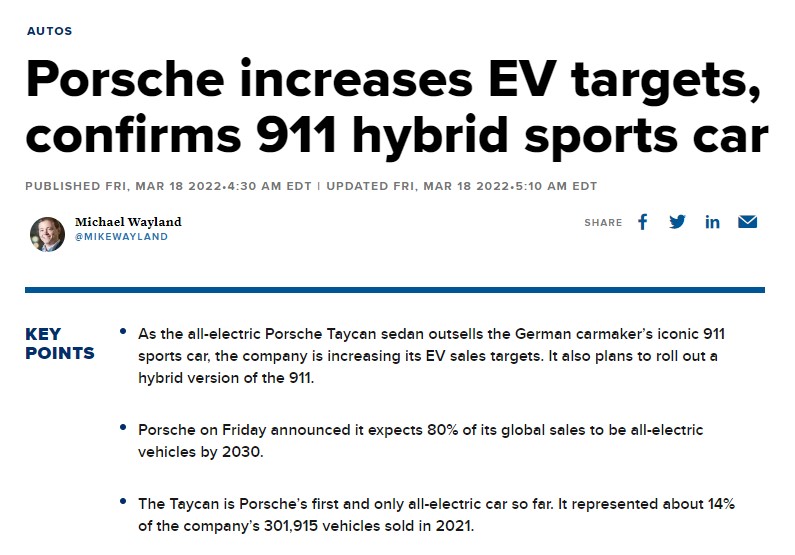 AUTOS
Porsche increases EV targets,
confirms 911 hybrid sports car
PUBLISHED FRI, MAR 18 2022•4:30 AM EDT | UPDATED FRI, MAR 18 2022•5:10 AM EDT
Michael Wayland
@MIKEWAYLAND
SHARE
KEY
POINTS
• As the all-electric Porsche Taycan sedan outsells the German carmaker’s iconic 911
sports car, the company is increasing its EV sales targets. It also plans to roll out a
hybrid version of the 911.
• Porsche on Friday announced it expects 80% of its global sales to be all-electric
vehicles by 2030.
• The Taycan is Porsche’s first and only all-electric car so far. It represented about 14%
of the company’s 301,915 vehicles sold in 2021.